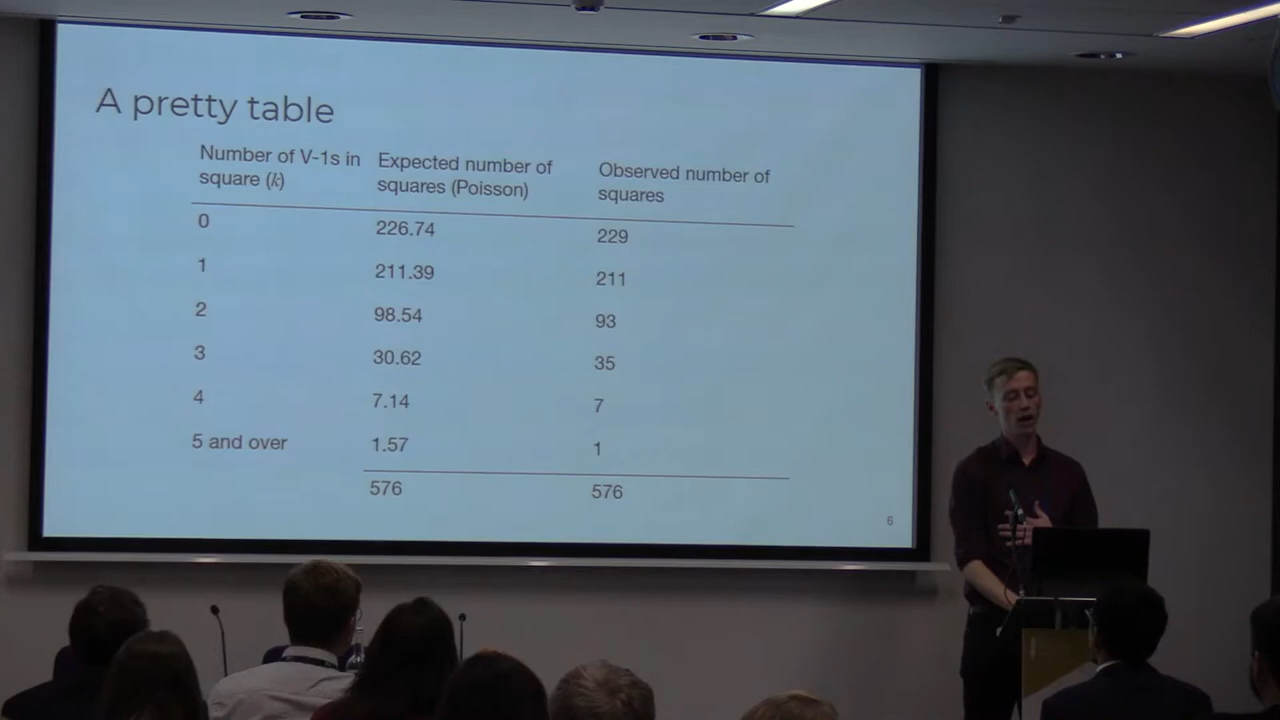 A pretty table
Number of V-1s in
square (k)
Expected number of
squares (Poisson)
Observed number of
squares
0 226.74 229
1 211.39 211
2 98.54 93
3 30.62 35
4 7.14 7
5 and over 1.57 1
576 576
6